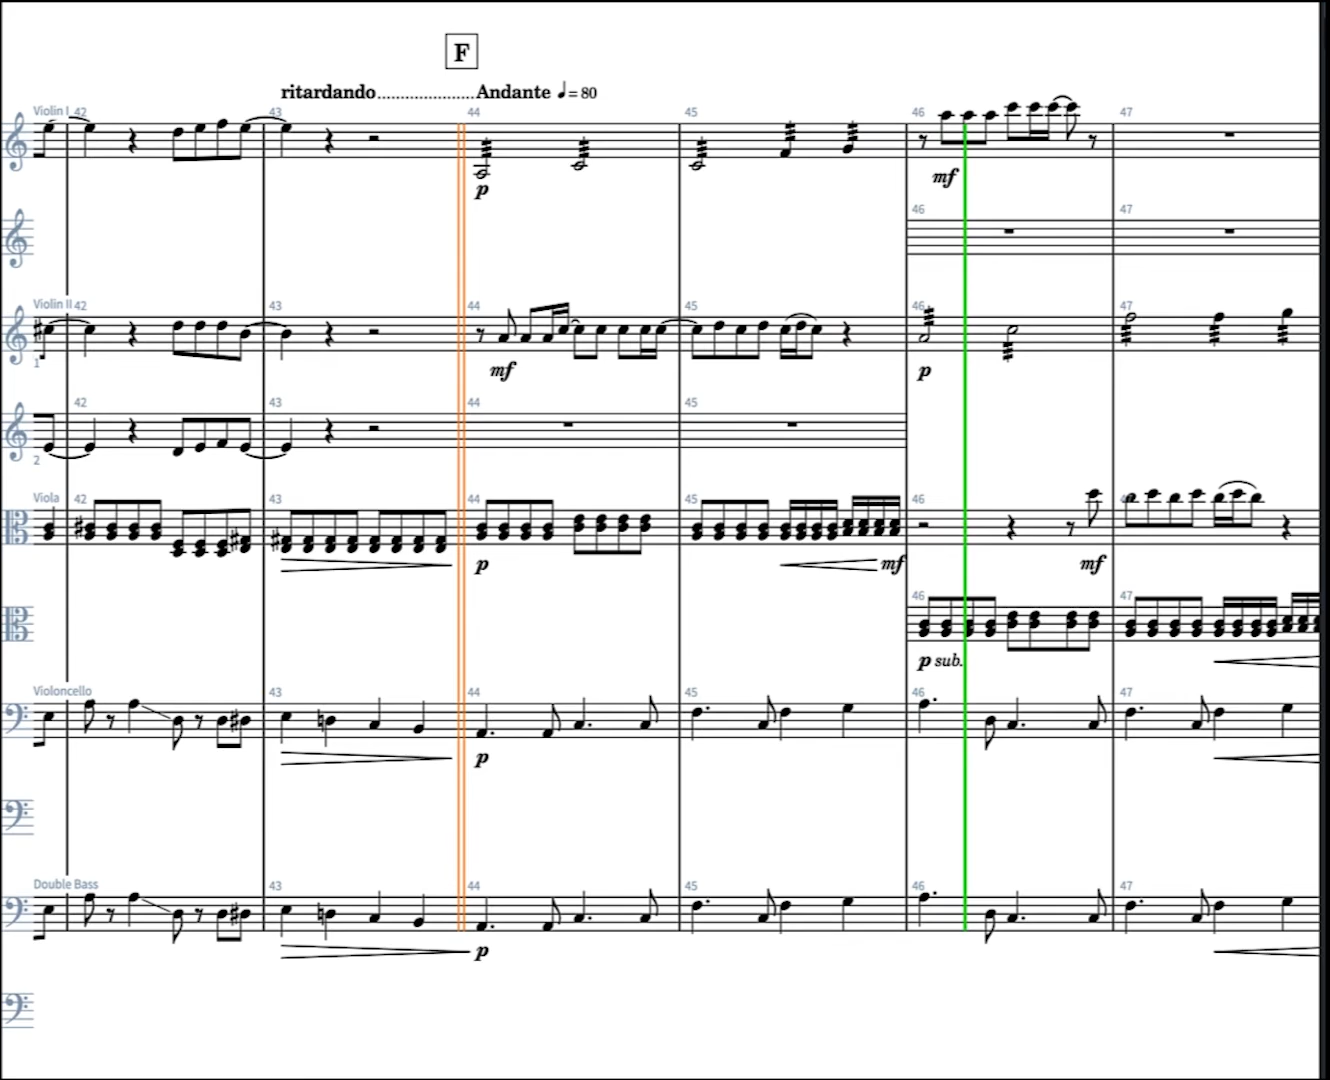 F
ritardando.....................Andante ♩= 80
Violin I 42 43 44 45 46 47
p mf
46 47
Violin II 42 43 44 45 46 47
1 mf p
42 43 44 45
2
Viola 42 43 44 45 46
p mf mf
46 47
p sub.
Violoncello 43 44 45 46 47
p
Double Bass 43 44 45 46 47
p